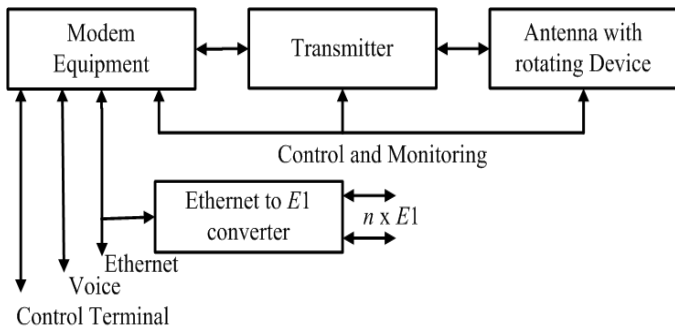 Modem
Equipment
Transmitter
Antenna with
rotating Device
Control and Monitoring
Ethernet to E1
converter
n x E1
Ethernet
Voice
Control Terminal